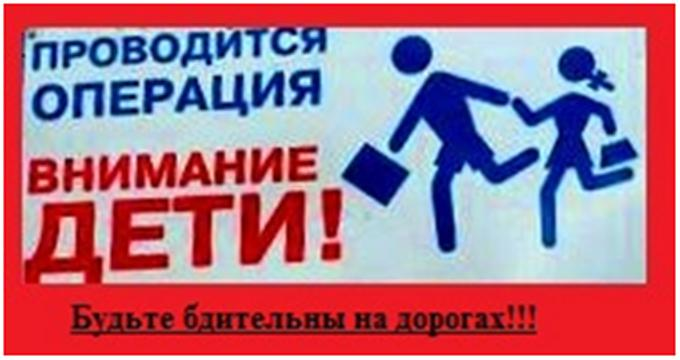 ПРОВОДИТСЯ
ОПЕРАЦИЯ
ВНИМАНИЕ
ДЕТИ!
Будьте бдительны на дорогах!!!